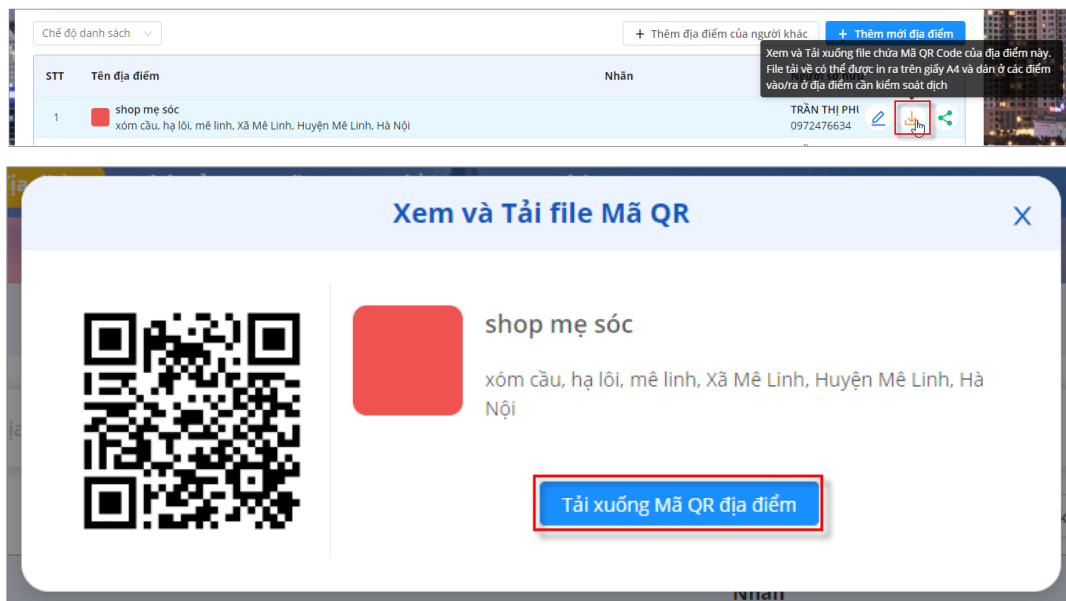 Chế độ danh sách
+ Thêm địa điểm của người khác
+ Thêm mới địa điểm
Xem và Tải xuống file chứa Mã QR Code của địa điểm này.
File tải về có thể được in ra trên giấy A4 và dán ở các điểm
vào/ra ở địa điểm cần kiểm soát dịch
STT
Tên địa điểm
Nhãn
1
shop mẹ sóc
xóm cầu, hạ lôi, mê linh, Xã Mê Linh, Huyện Mê Linh, Hà Nội
TRẦN THỊ
0972476634
Xem và Tải file Mã QR
X
shop mẹ sóc
xóm cầu, hạ lôi, mê linh, Xã Mê Linh, Huyện Mê Linh, Hà
Nội
Tải xuống Mã QR địa điểm
Nhãn